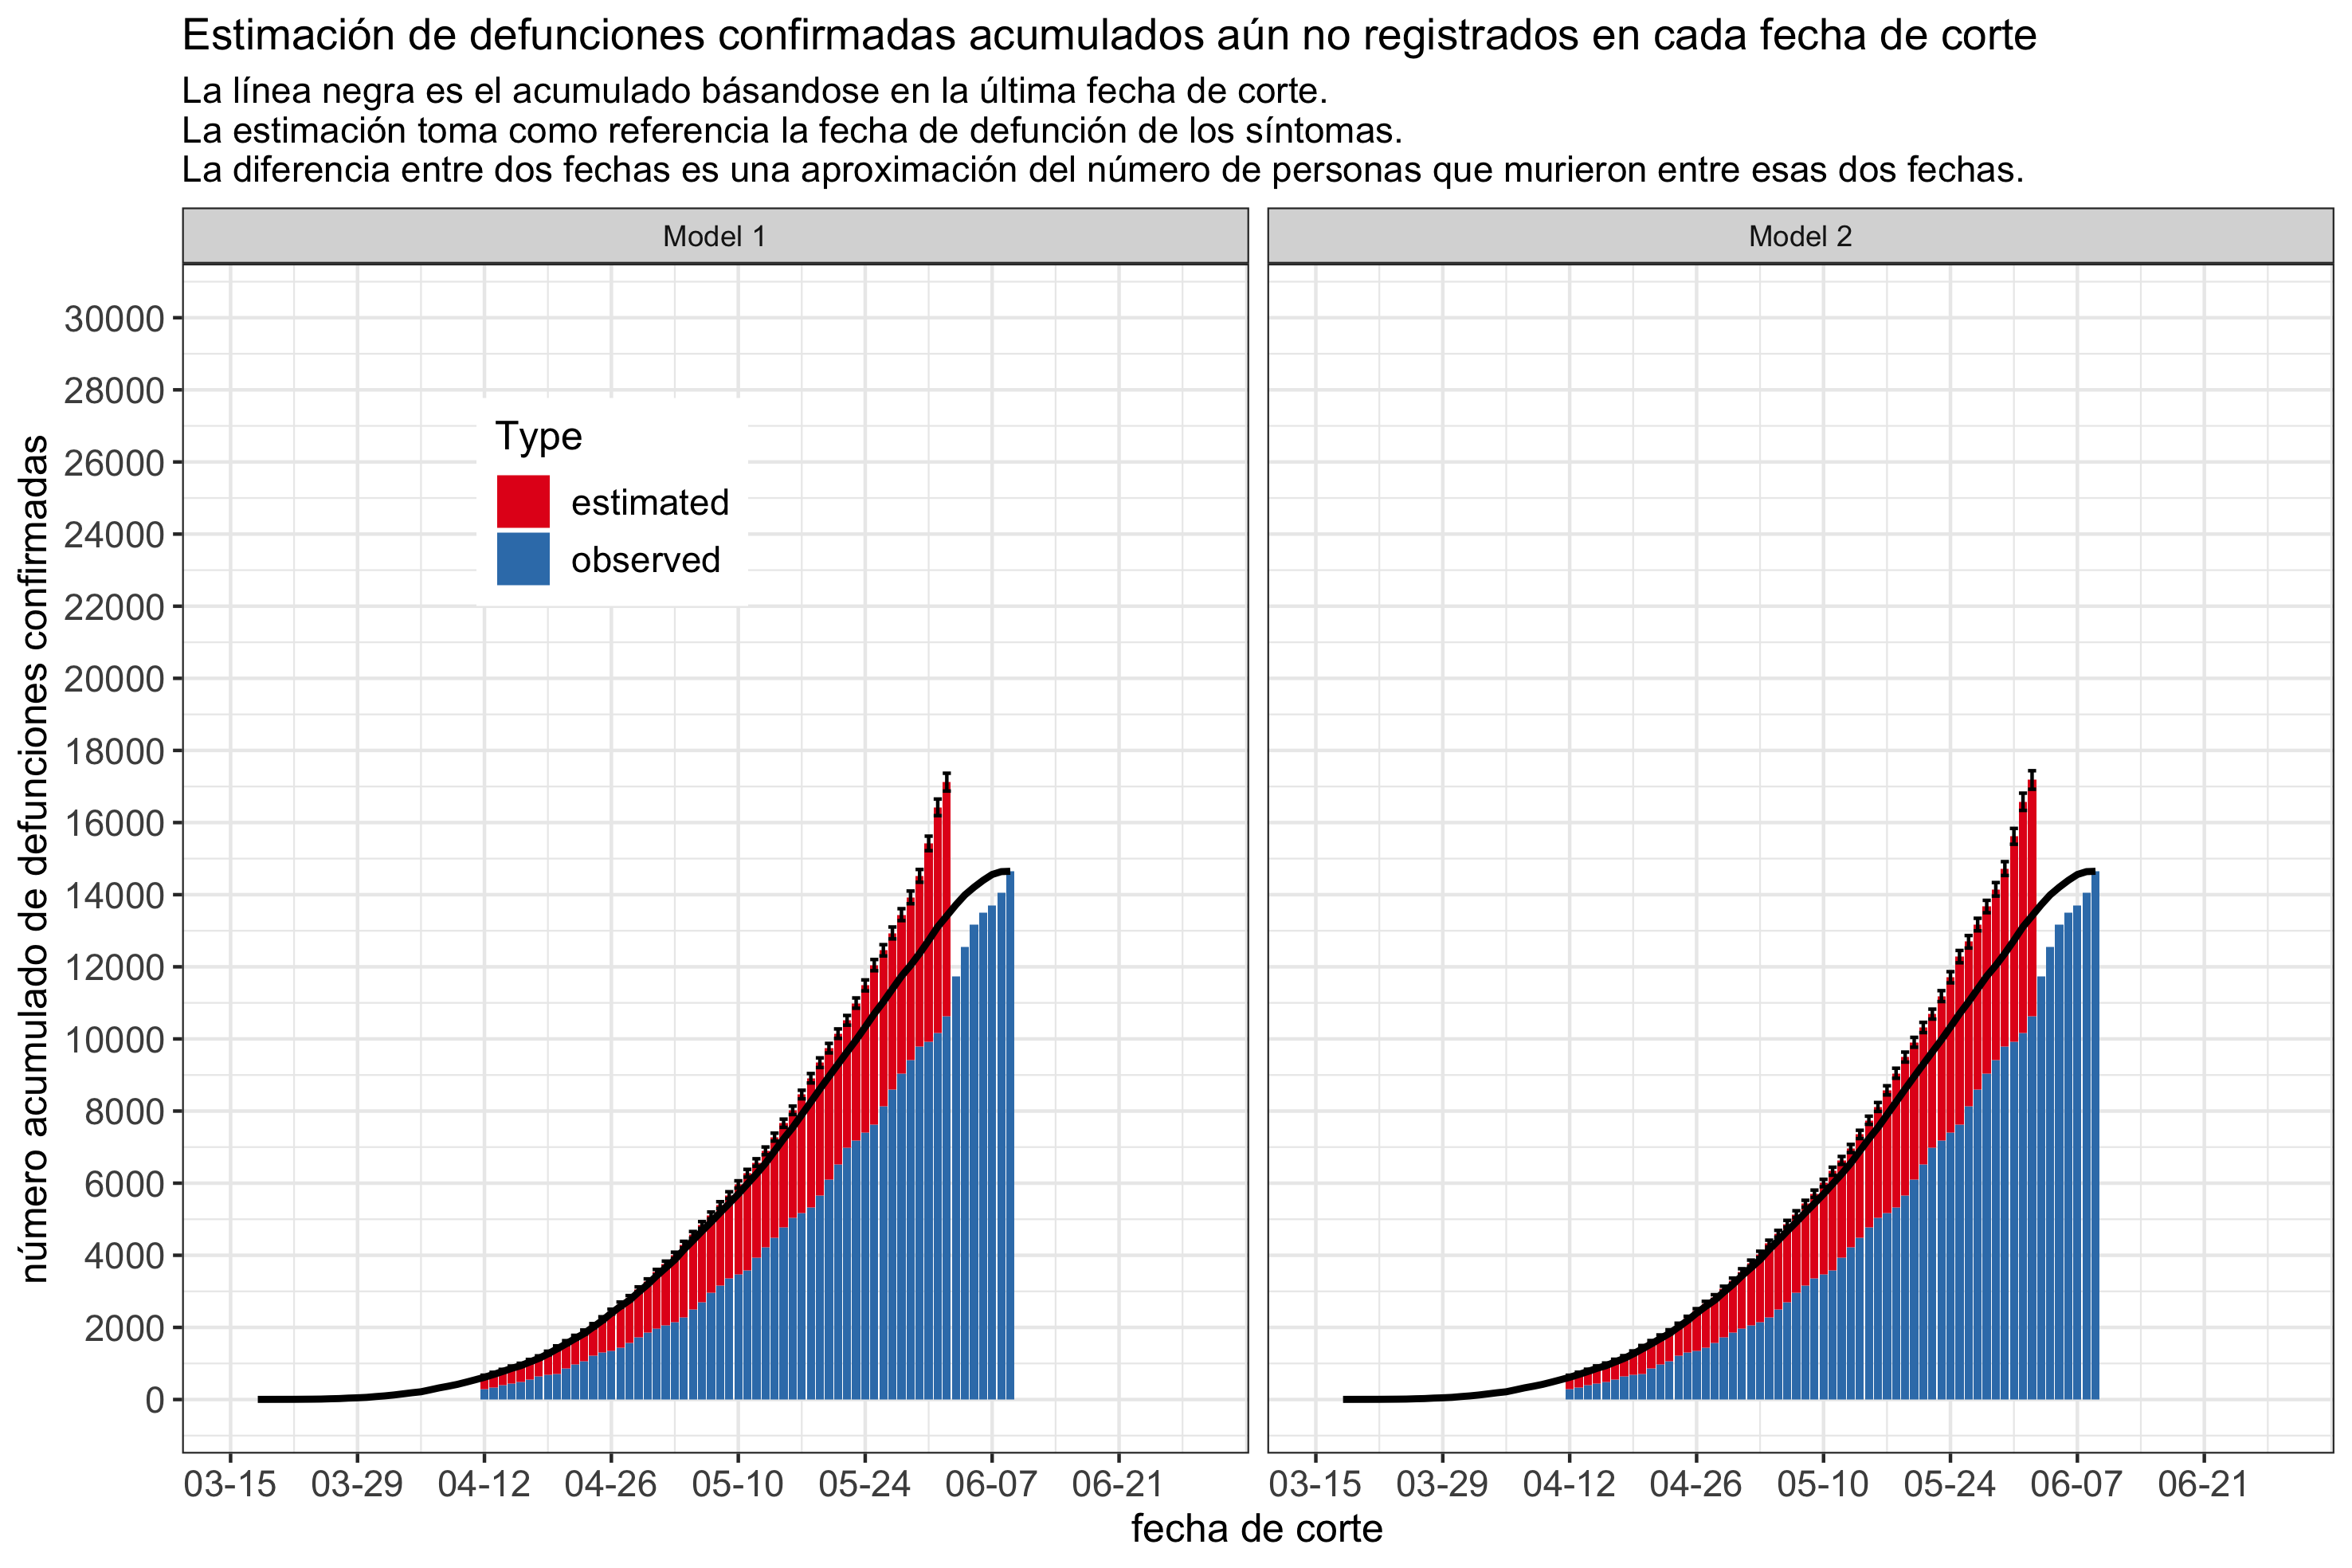 Estimación de defunciones confirmadas acumulados aún no registrados en cada fecha de corte
La línea negra es el acumulado básandose en la última fecha de corte.
La estimación toma como referencia la fecha de defunción de los síntomas.
La diferencia entre dos fechas es una aproximación del número de personas que murieron entre esas dos fechas.
Model 1
Model 2
número acumulado de defunciones confirmadas
30000
28000
26000
24000
22000
20000
18000
16000
14000
12000
10000
8000
6000
4000
2000
0
Type
estimated
observed
03-15 03-29 04-12 04-26 05-10 05-24 06-07 06-21
03-15 03-29 04-12 04-26 05-10 05-24 06-07 06-21
fecha de corte